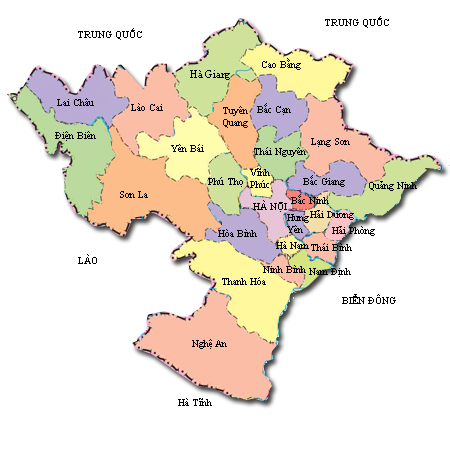 TRUNG QUỐC
TRUNG QUỐC
Hà Giang
Cao Bằng
Lai Châu
Lào Cai
Tuyên
Quang
Bắc Cạn
Điện Biên
Yên Bái
Thái Nguyên
Lạng Sơn
Sơn La
Phú Thọ
Vĩnh
Phúc
Bắc Giang
Quảng Ninh
HÀ NỘI
Bắc Ninh
Hưng
Yên
Hải Dương
Hải Phòng
Hòa Bình
Hà Nam
Thái Bình
LÀO
Ninh Bình
Nam Định
Thanh Hóa
BIỂN ĐÔNG
Nghệ An
Hà Tĩnh